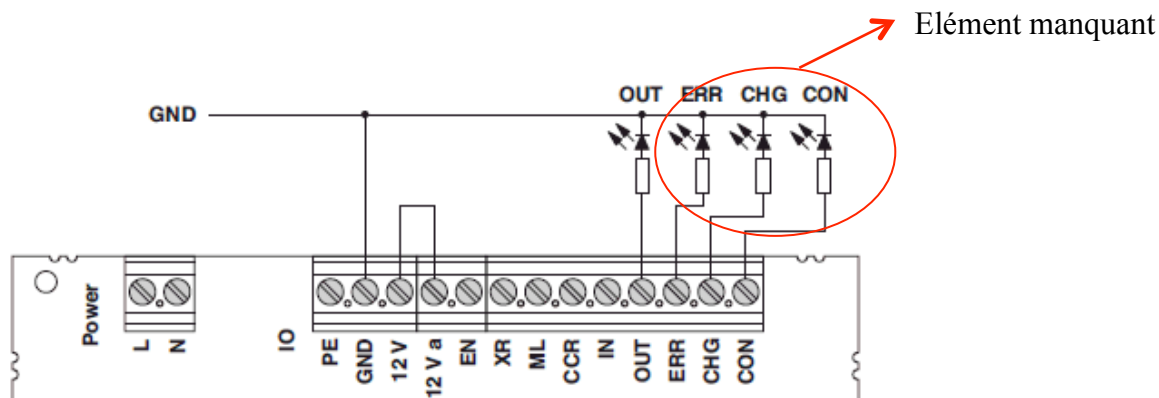 Elément manquant
OUT ERR CHG CON
GND
Power
L
N
IO
PE
GND
12 V
12 V a
EN
XR
ML
CCR
IN
OUT
ERR
CHG
CON